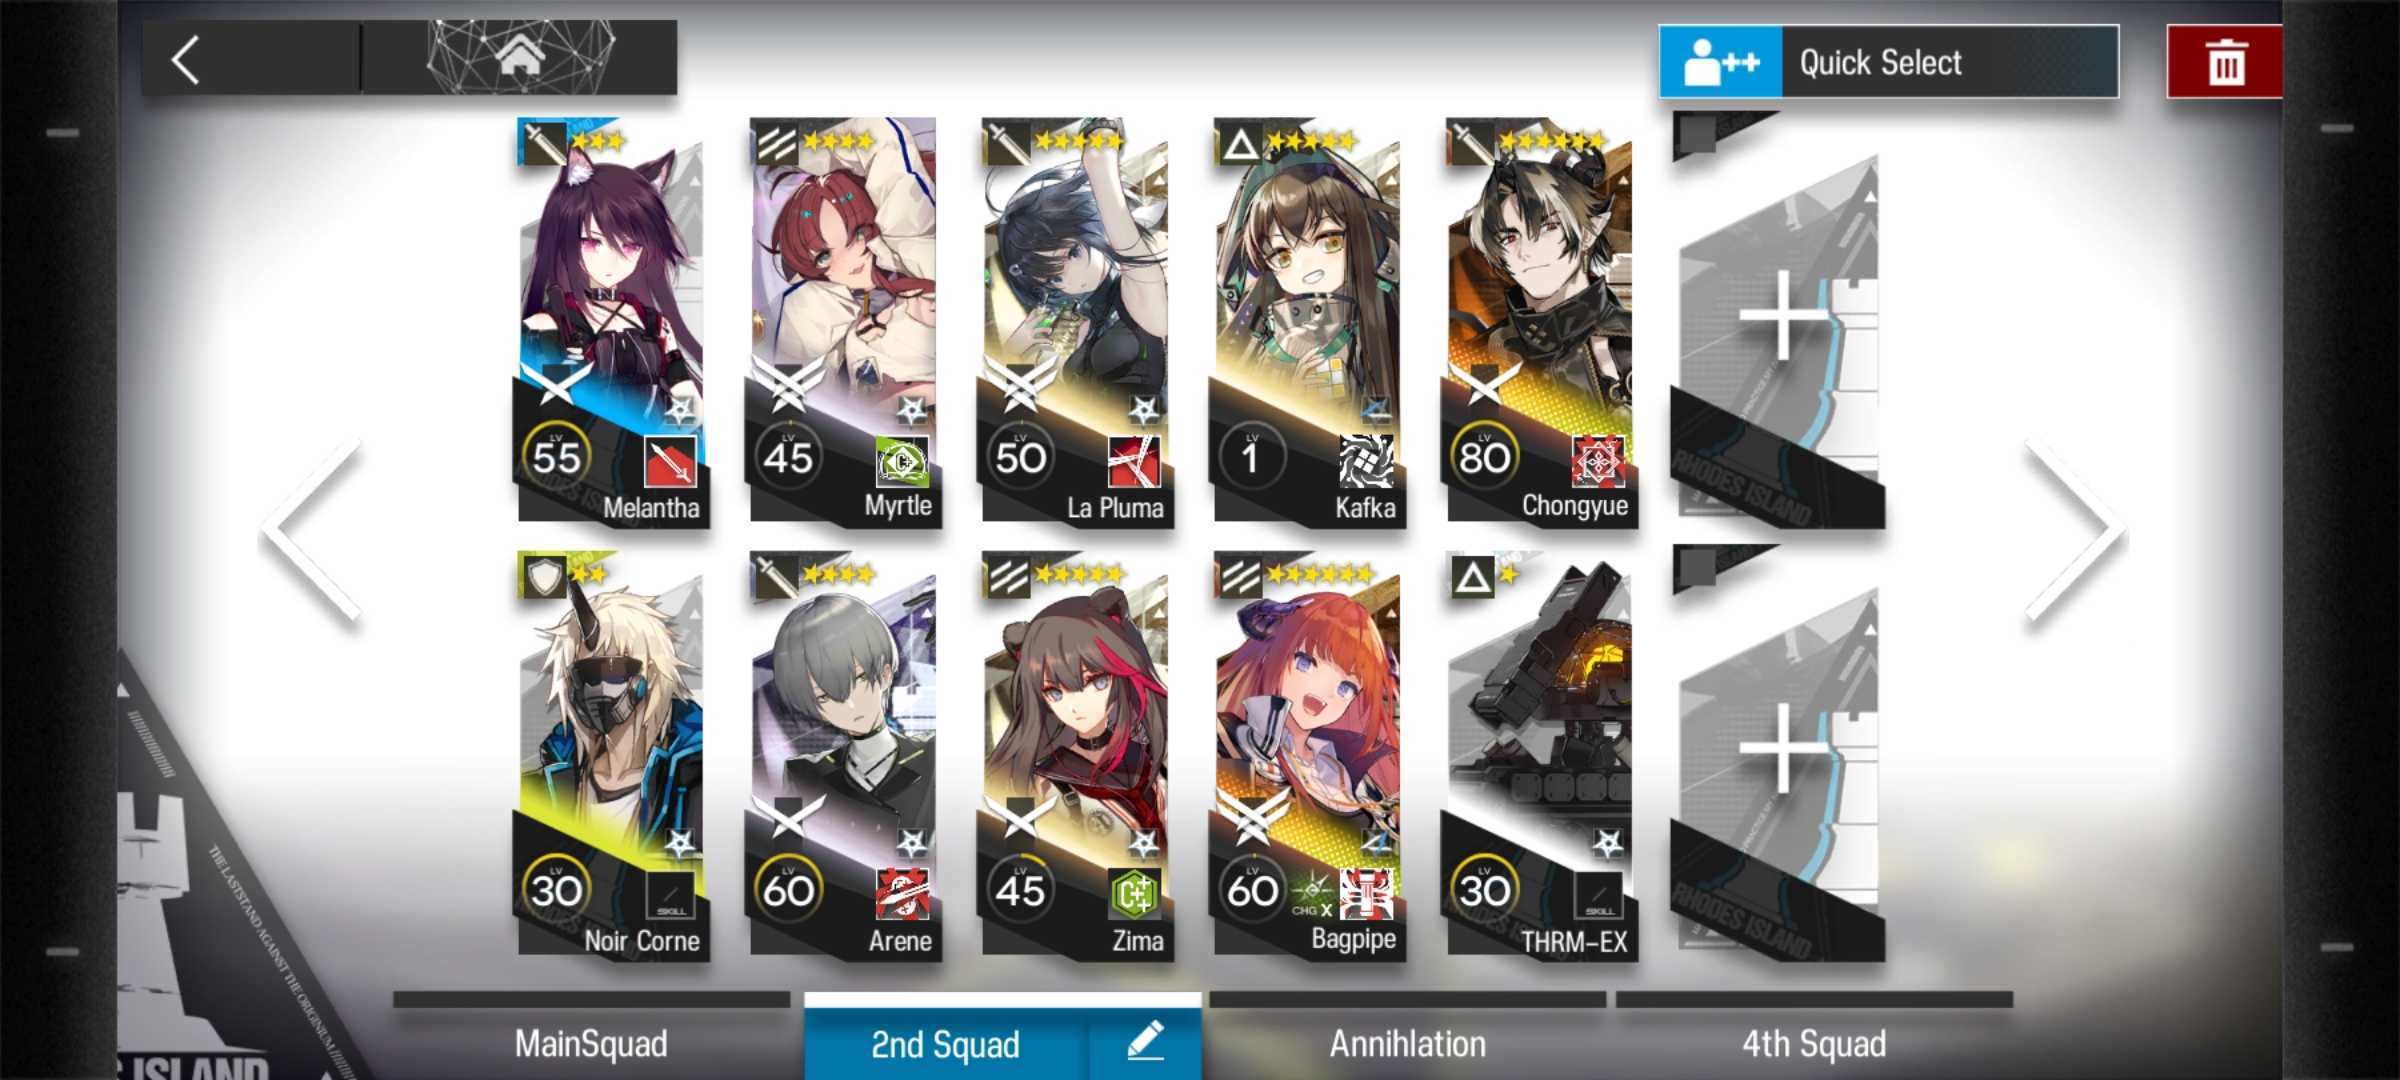 Quick Select
LV
55
Melantha
LV
45
C+
Myrtle
LV
50
La Pluma
LV
1
Kafka
LV
80
Chongyue
RHODES ISLAND
LV
30
SKILL
Noir Corne
LV
60
Arene
LV
45
C++
Zima
LV
60
CHG X
Bagpipe
LV
30
SKILL
THRM-EX
RHODES ISLAND
THE LAST STAND AGAINST THE ORIGINIUM
MainSquad
2nd Squad
Annihlation
4th Squad
ISLAND